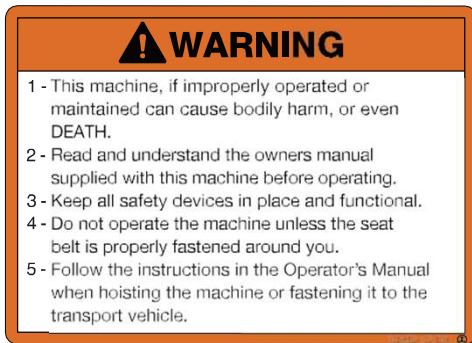 WARNING
1 - This machine, if improperly operated or
maintained can cause bodily harm, or even
DEATH.
2 - Read and understand the owners manual
supplied with this machine before operating.
3 - Keep all safety devices in place and functional.
4 - Do not operate the machine unless the seat
belt is properly fastened around you.
5 - Follow the instructions in the Operator's Manual
when hoisting the machine or fastening it to the
transport vehicle.